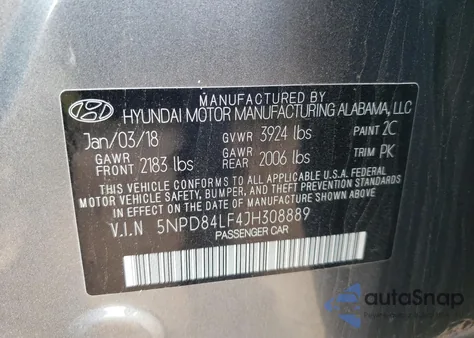 MANUFACTURED BY
HYUNDAI MOTOR MANUFACTURING ALABAMA, LLC
Jan/03/18 GVWR 3924 lbs PAINT 2C
GAWR FRONT 2183 lbs GAWR REAR 2006 lbs TRIM PK
THIS VEHICLE CONFORMS TO ALL APPLICABLE U.S. FEDERAL
MOTOR VEHICLE SAFETY, BUMPER, AND THEFT PREVENTION
STANDARDS IN EFFECT ON THE DATE OF MANUFACTURE SHOWN ABOVE
V.I.N 5NPD84LF4JH308889
PASSENGER CAR
autoSnap